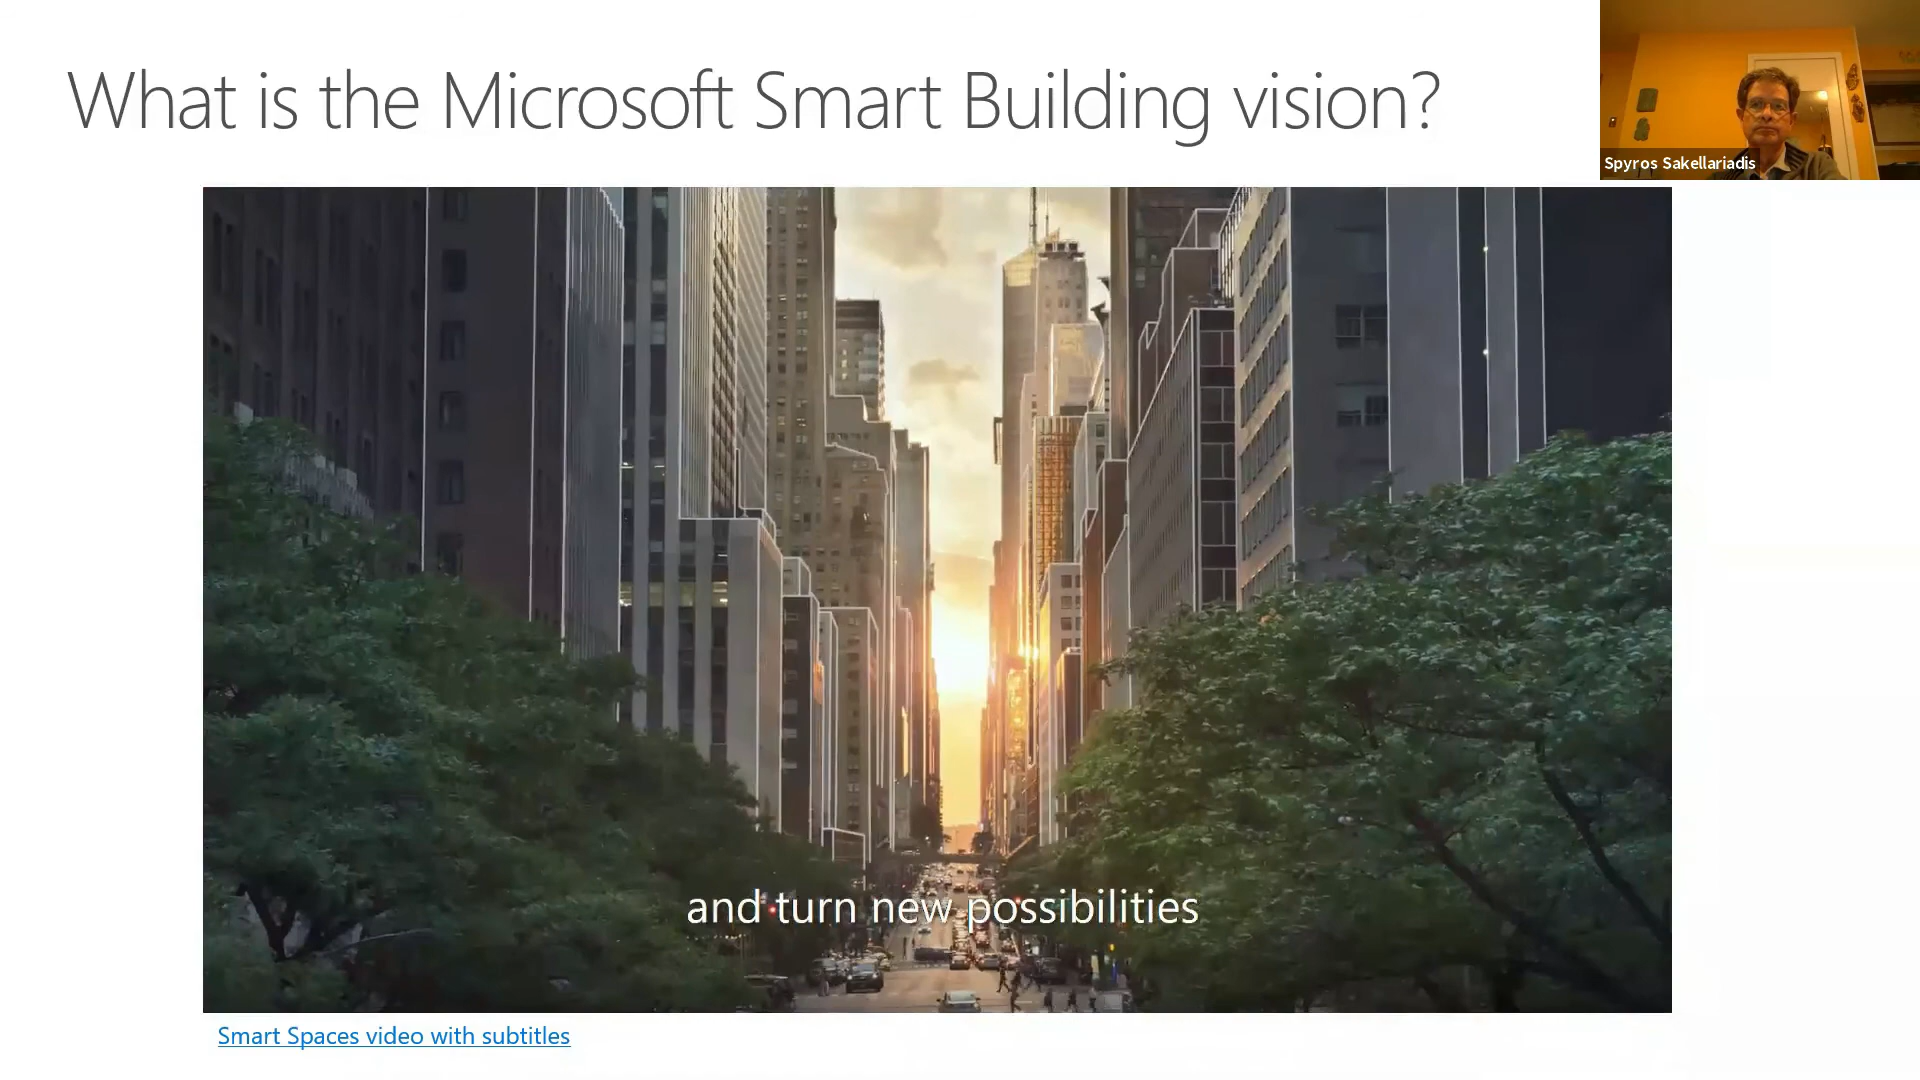 What is the Microsoft Smart Building vision?
Spyros Sakellariadis
and turn new possibilities
Smart Spaces video with subtitles